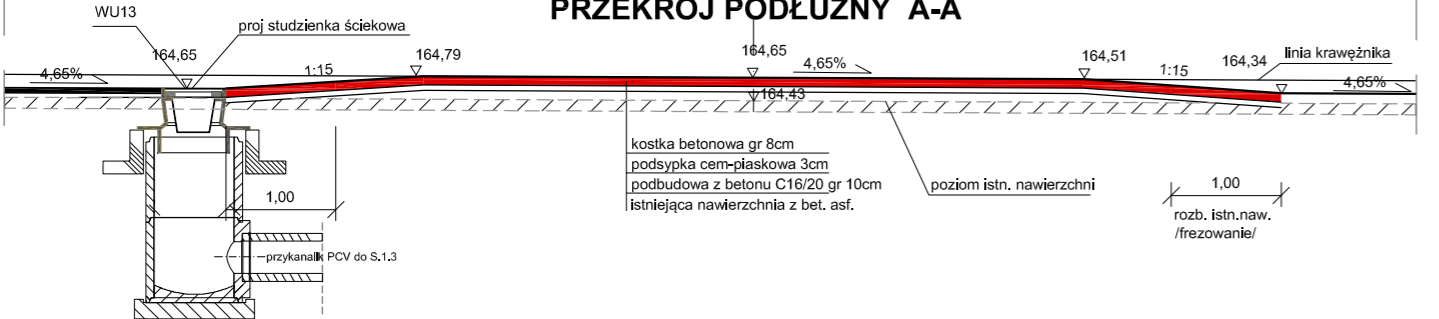 PRZEKRÓJ PODŁUŻNY A-A
WU13
proj studzienka ściekowa
164,65
164,79
164,65
164,51
164,34
linia krawężnika
4,65%
1:15
4,65%
1:15
4,65%
164,43
kostka betonowa gr 8cm
podsypka cem-piaskowa 3cm
podbudowa z betonu C16/20 gr 10cm
istniejąca nawierzchnia z bet. asf.
poziom istn. nawierzchni
1,00
1,00
rozb. istn.naw.
/frezowanie/
przykanalik PCV do S.1.3